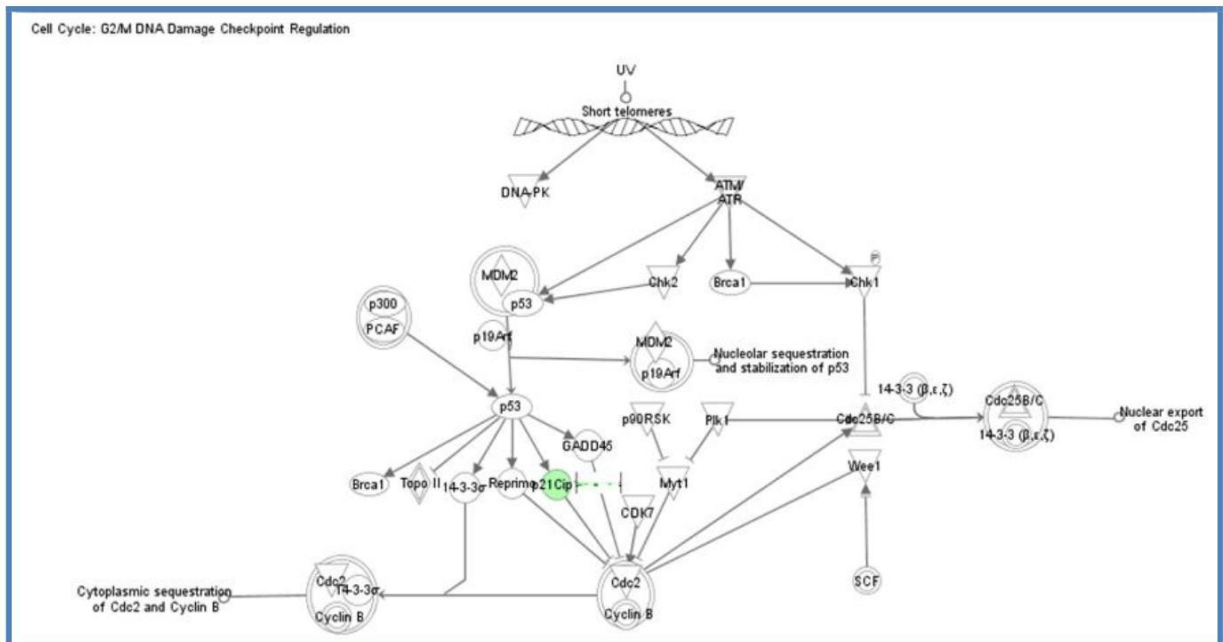 Cell Cycle: G2/M DNA Damage Checkpoint Regulation
UV
Short telomeres
DNA-PK
ATM/
ATR
MDM2
p53
Chk2
Brca1
P
Chk1
p300
PCAF
p19Arf
MDM2
p19Arf
Nucleolar sequestration
and stabilization of p53
p53
p90RSK
Plk1
Cdc25B/C
14-3-3 (β,ε,ζ)
Cdc25B/C
14-3-3 (β,ε,ζ)
Nuclear export
of Cdc25
GADD45
Brca1
Topo II
14-3-3σ
Reprimo
p21Cip
Myt1
Wee1
CDK7
SCF
Cytoplasmic sequestration
of Cdc2 and Cyclin B
Cdc2
14-3-3σ
Cyclin B
Cdc2
Cyclin B